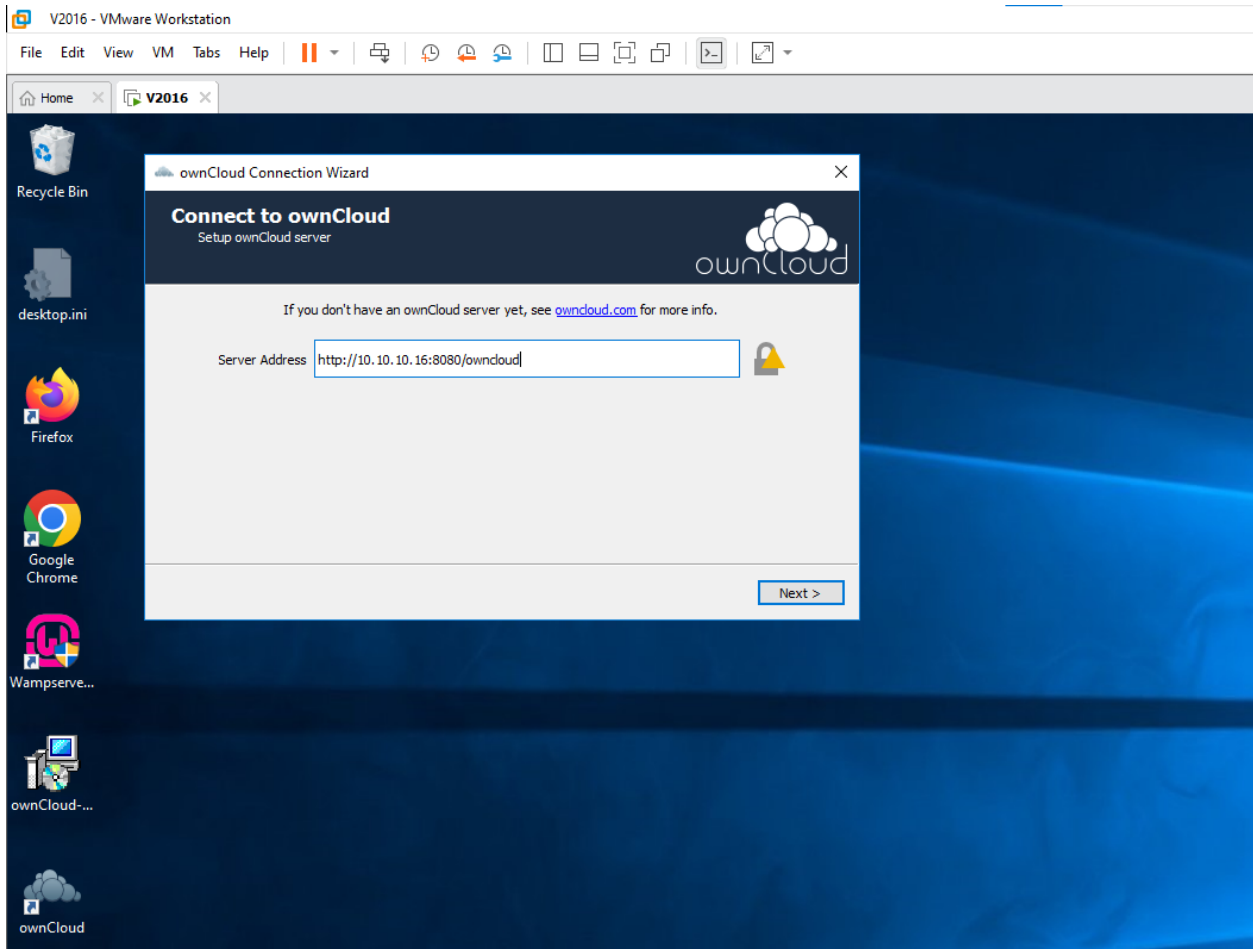 V2016 - VMware Workstation
File Edit View VM Tabs Help
Home
V2016
Recycle Bin
desktop.ini
Firefox
Google
Chrome
Wampserve...
ownCloud-...
ownCloud
ownCloud Connection Wizard
Connect to ownCloud
Setup ownCloud server
ownCloud
If you don't have an ownCloud server yet, see owncloud.com for more info.
Server Address http://10.10.10.16:8080/owncloud
Next >